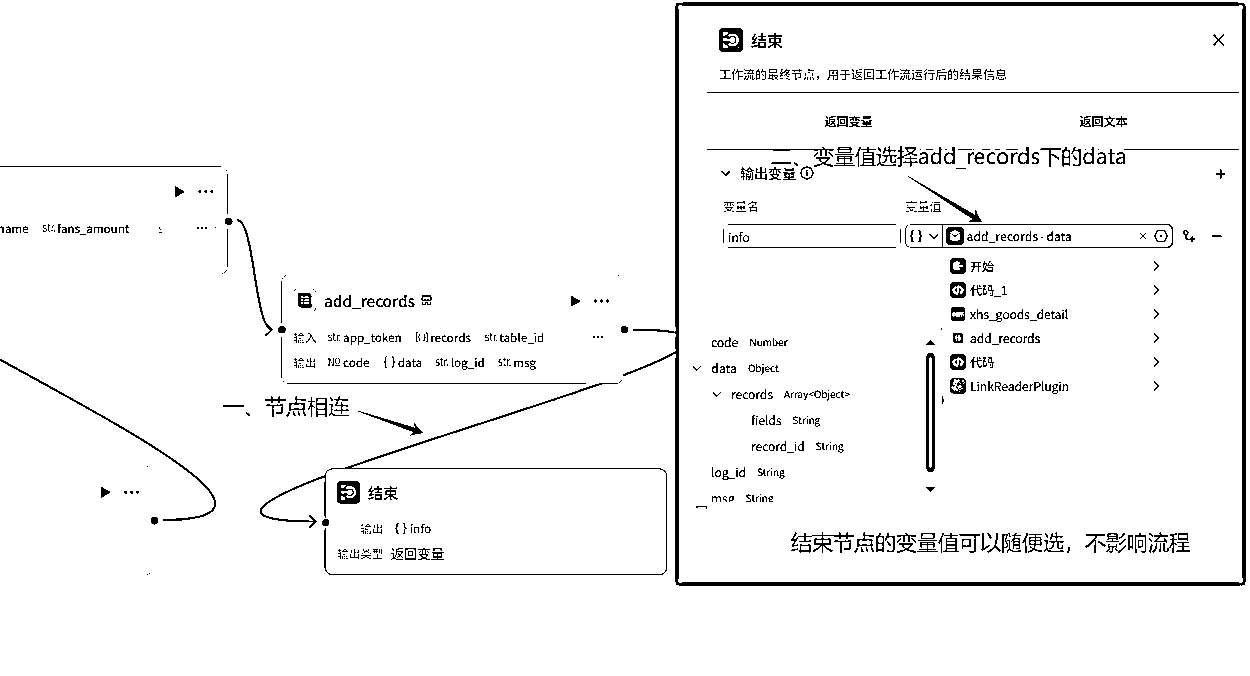 name str.fans_amount ...
add_records
输入 str.app_token [{}]records str.table_id ...
输出 Nº code { }data str.log_id str.msg
一、节点相连
结束
输出 { } info
输出类型 返回变量
结束
工作流的最终节点，用于返回工作流运行后的结果信息
返回变量 返回文本
二、变量值选择add_records下的data
输出变量
变量名 变量值
info { } add_records - data
开始
代码_1
xhs_goods_detail
add_records
代码
LinkReaderPlugin
code Number
data Object
records Array<Object>
fields String
record_id String
log_id String
msg String
结束节点的变量值可以随便选，不影响流程